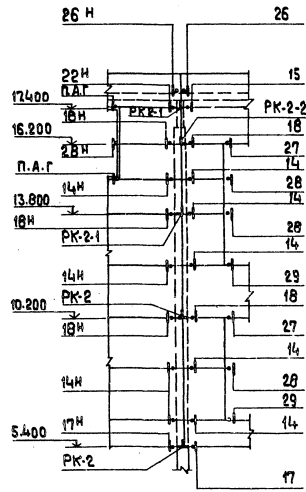 26Н 26
22Н 15
П.А.Г
17.400
18Н РК2-1 РК-2-2
16.200 18
28Н 27
14
П.А.Г
14Н 28
13.800 14
18Н
РК-2-1 28
14
14Н 29
РК-2 18
10.200
18Н 27
14
14Н 28
29
17Н 14
5.400
РК-2 17